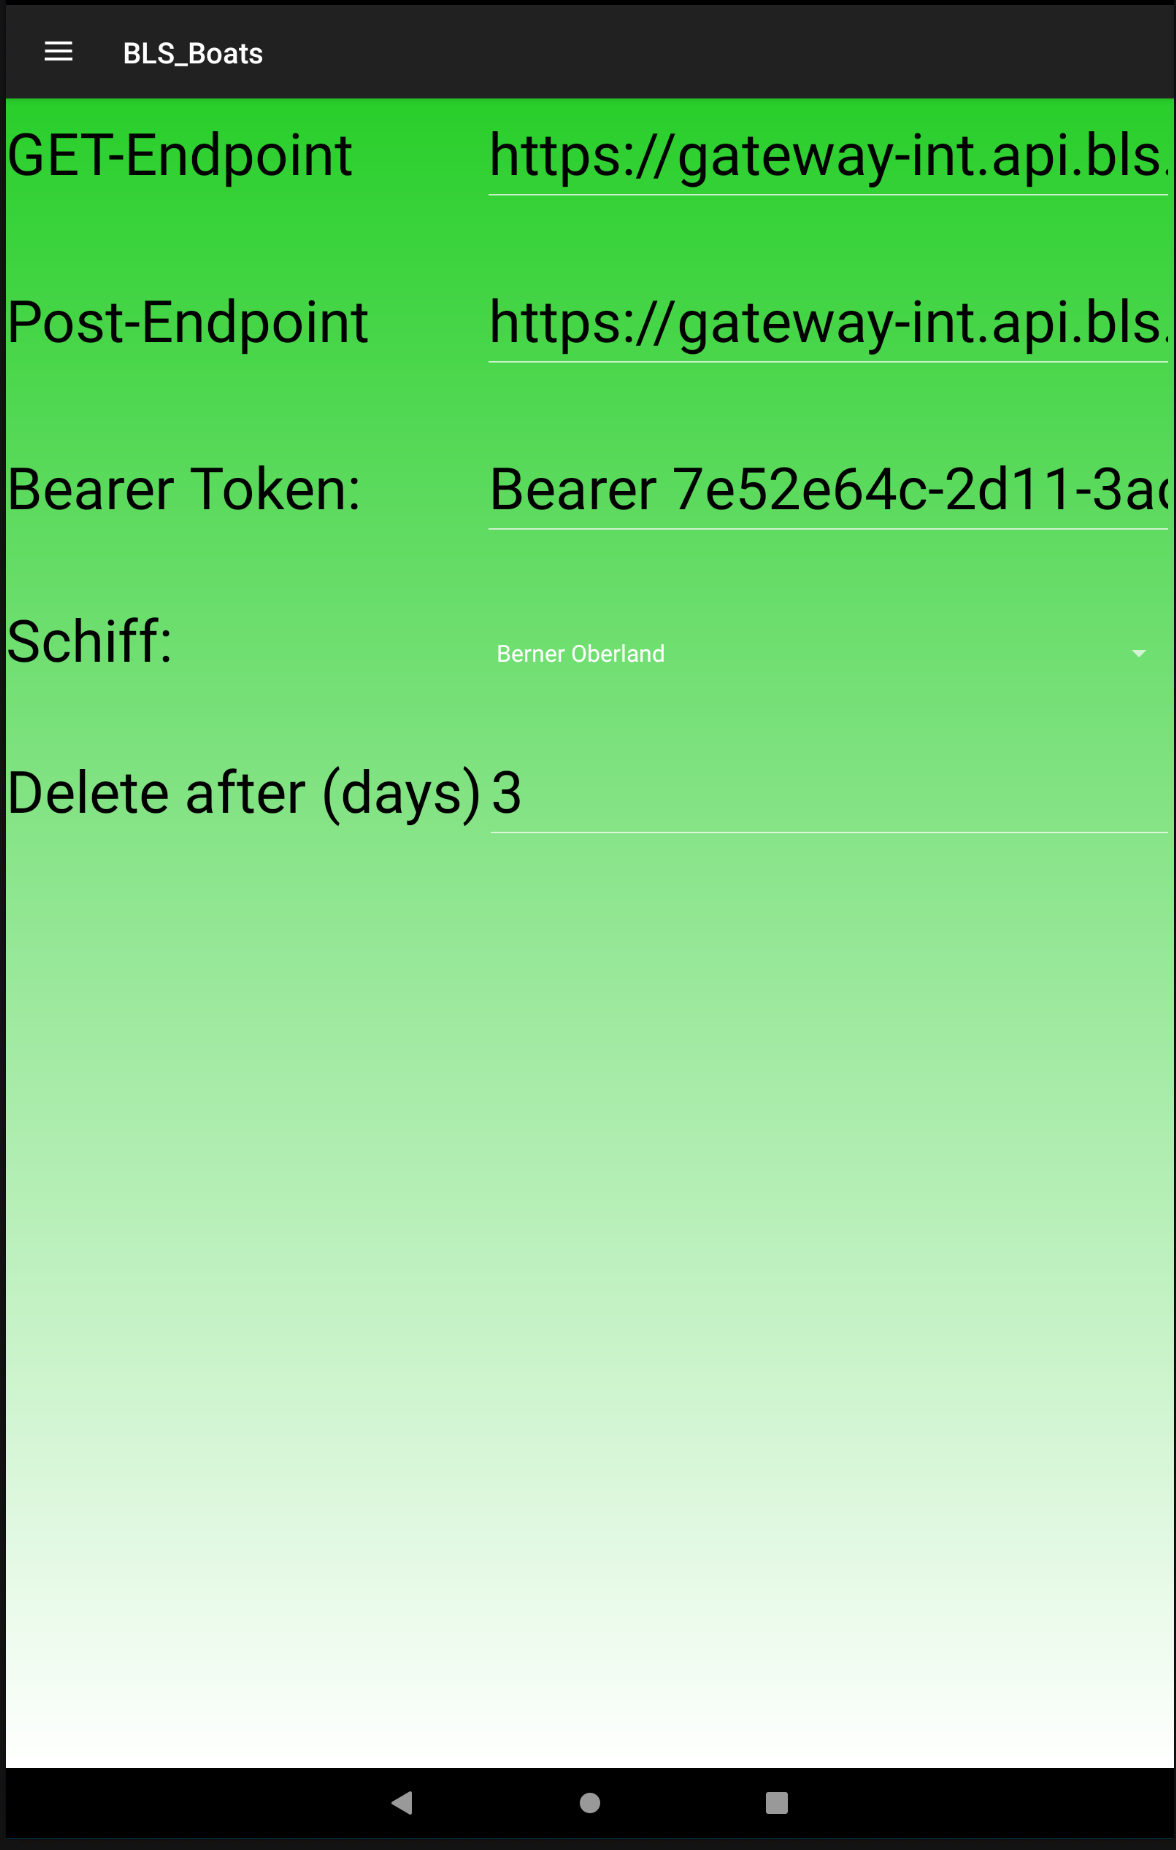 BLS_Boats
GET-Endpoint https://gateway-int.api.bls.
Post-Endpoint https://gateway-int.api.bls.
Bearer Token: Bearer 7e52e64c-2d11-3a
Schiff: Berner Oberland
Delete after (days) 3